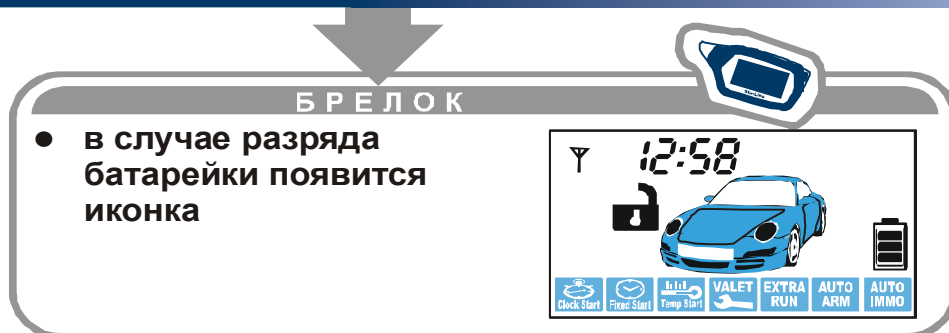 БРЕЛОК
● в случае разряда
батарейки появится
иконка
12:58
Clock Start
Fixed Start
Temp Start
VALET
EXTRA RUN
AUTO ARM
AUTO IMMO